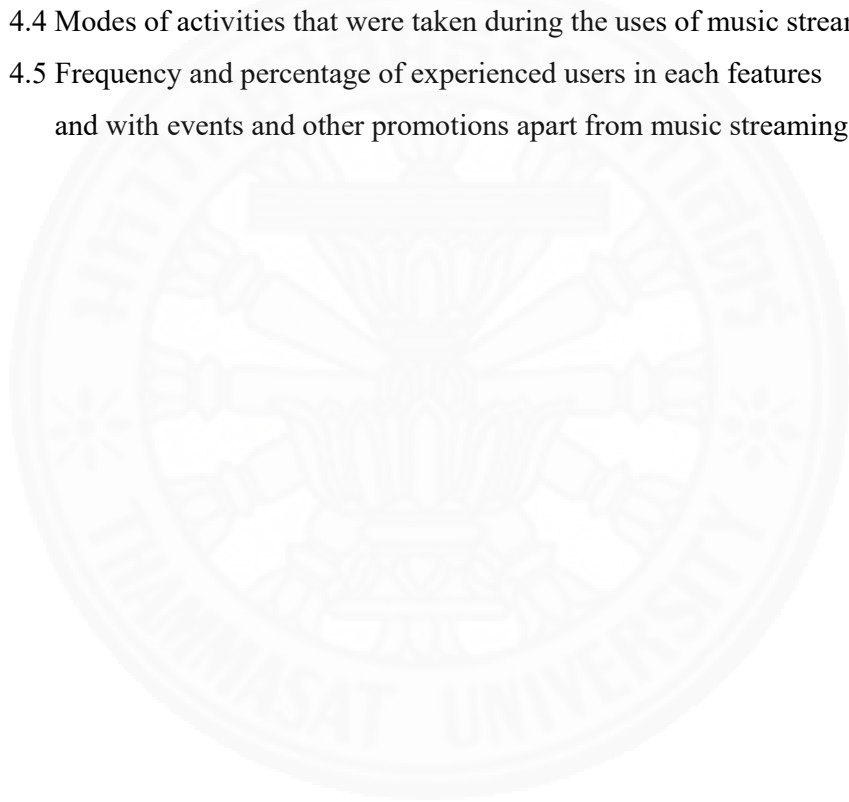 4.4 Modes of activities that were taken during the uses of music
4.5 Frequency and percentage of experienced users in each features
and with events and other promotions apart from music streaming
THAMMASAT UNIVERSITY